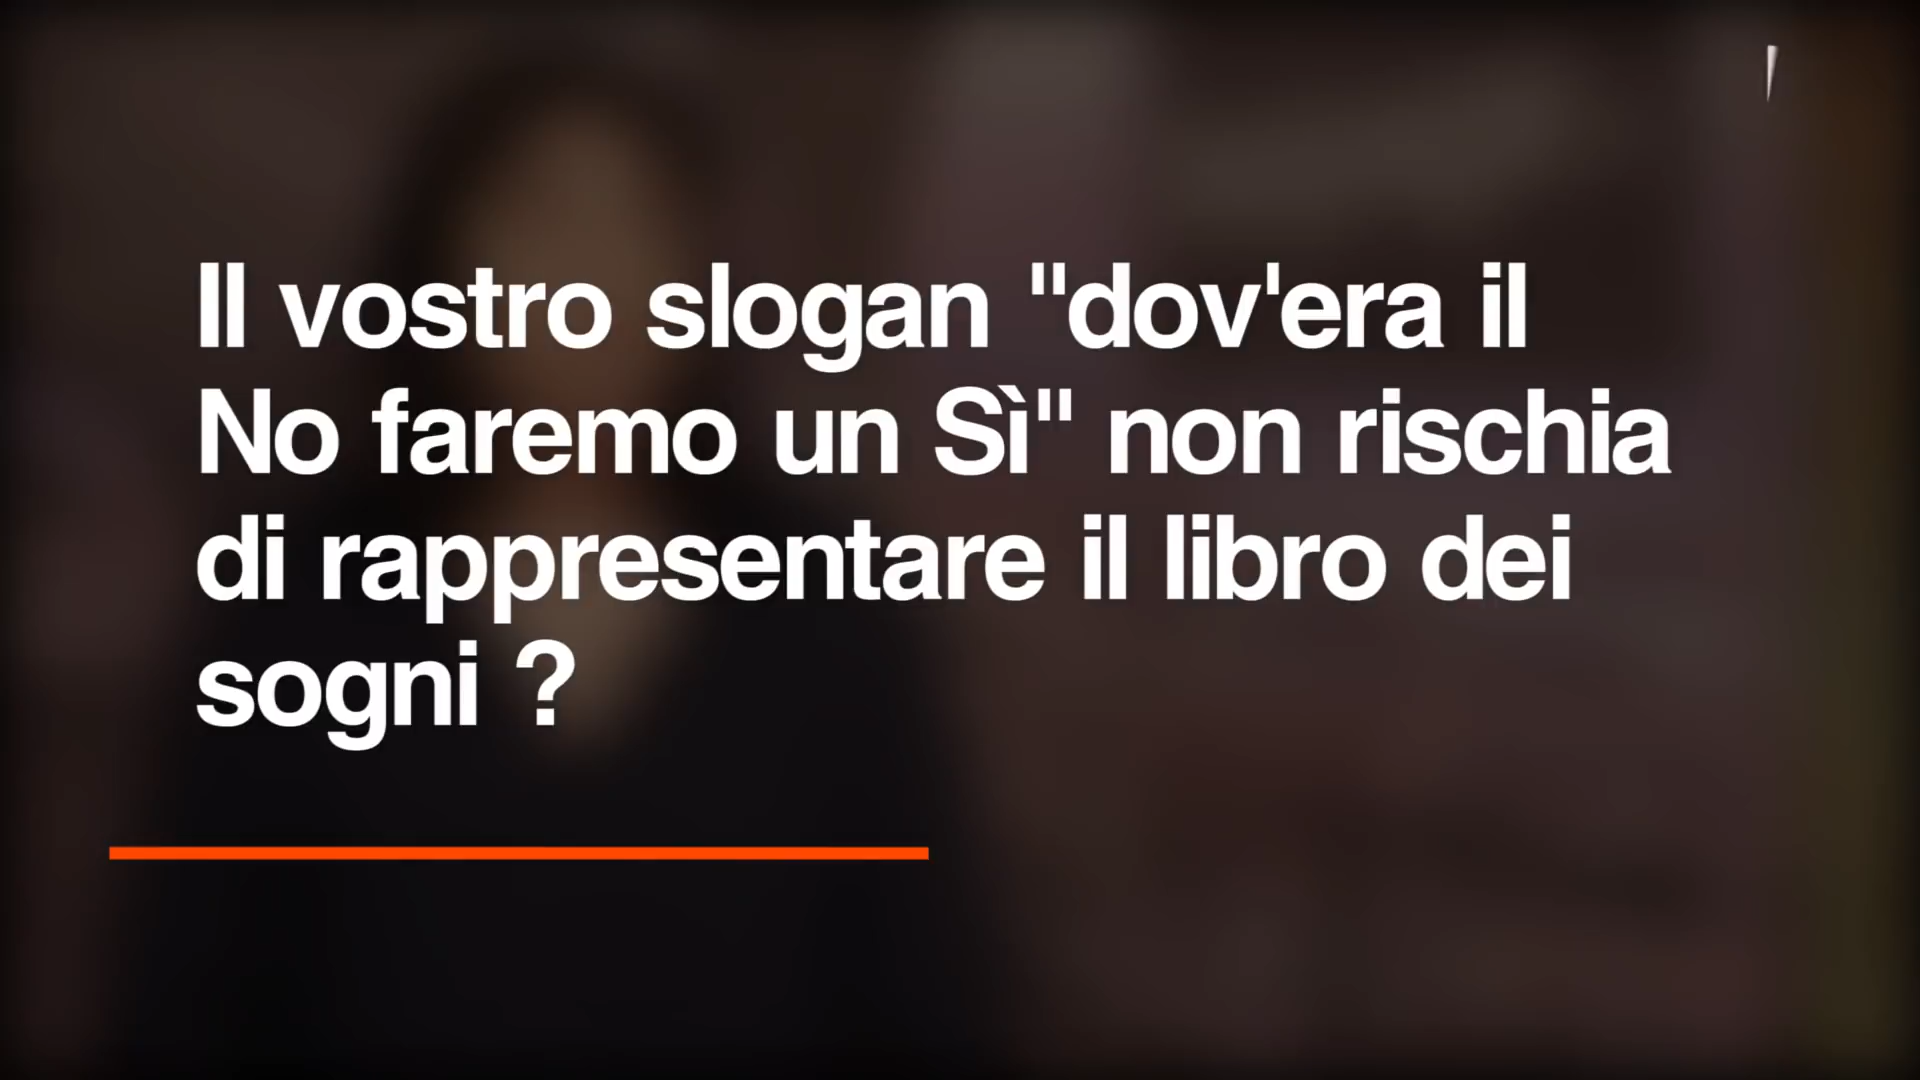 Il vostro slogan "dov'era il
No faremo un Sì" non rischia
di rappresentare il libro dei
sogni ?